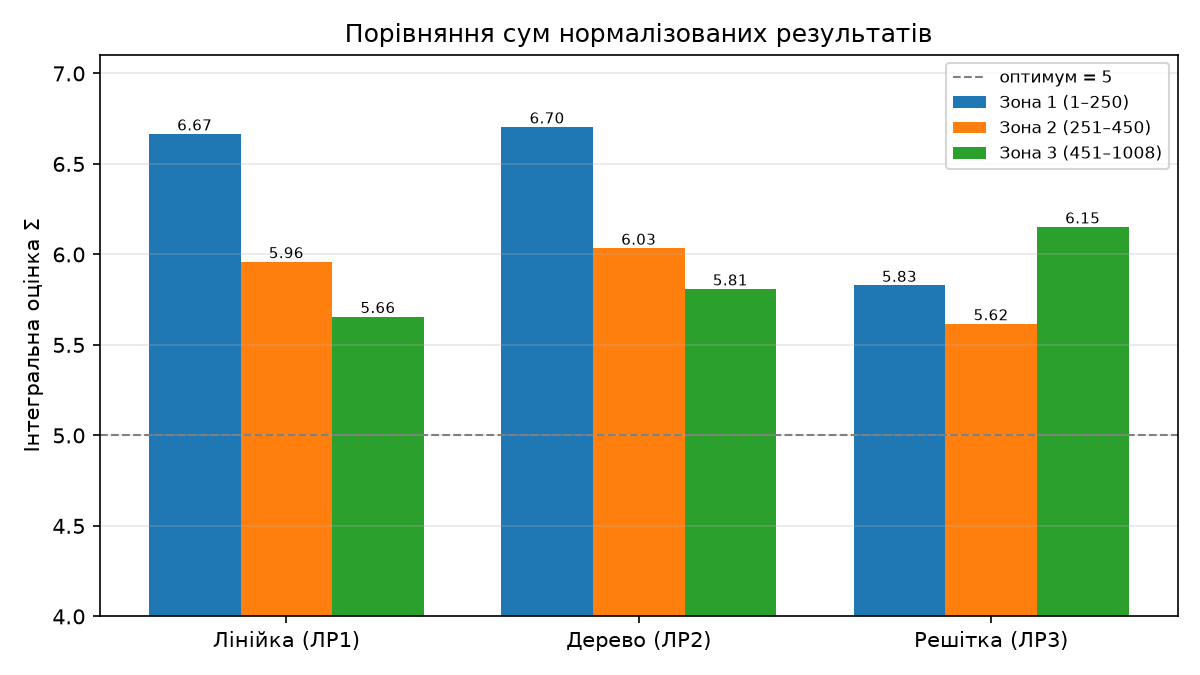 Порівняння сум нормалізованих результатів
Інтегральна оцінка Σ
7.0
6.5
6.0
5.5
5.0
4.5
4.0
оптимум = 5
Зона 1 (1–250)
Зона 2 (251–450)
Зона 3 (451–1008)
6.67
5.96
5.66
6.70
6.03
5.81
5.83
5.62
6.15
Лінійка (ЛР1)
Дерево (ЛР2)
Решітка (ЛР3)